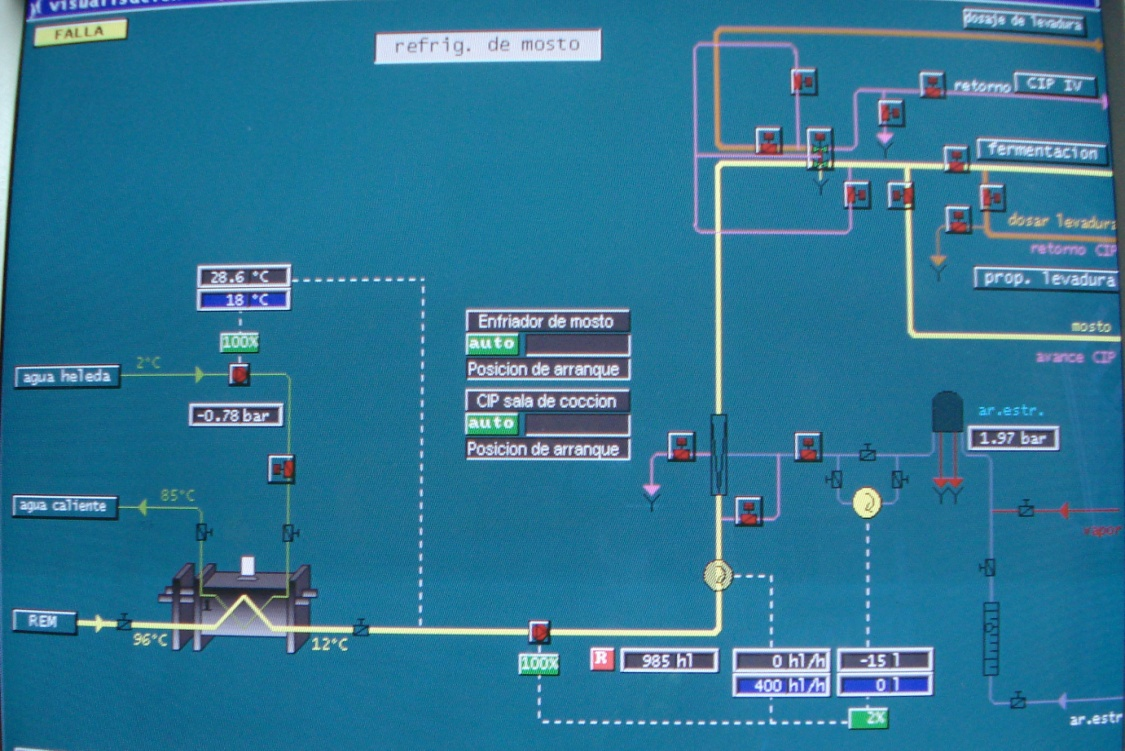 FALLA
refrig. de mosto
dosaje de levadura
retorno CIP IV
fermentacion
dosar levadura
retorno CIP
prop. levadura
mosto
avance CIP
28.6 °C
18 °C
100%
agua heleda
2°C
-0.78 bar
agua caliente
85°C
REM
96°C
12°C
Enfriador de mosto
auto
Posicion de arranque
CIP sala de coccion
auto
Posicion de arranque
ar.estr.
1.97 bar
vapor
100%
R
985 hl
0 hl/h
400 hl/h
-15 l
0 l
2%
ar.estr